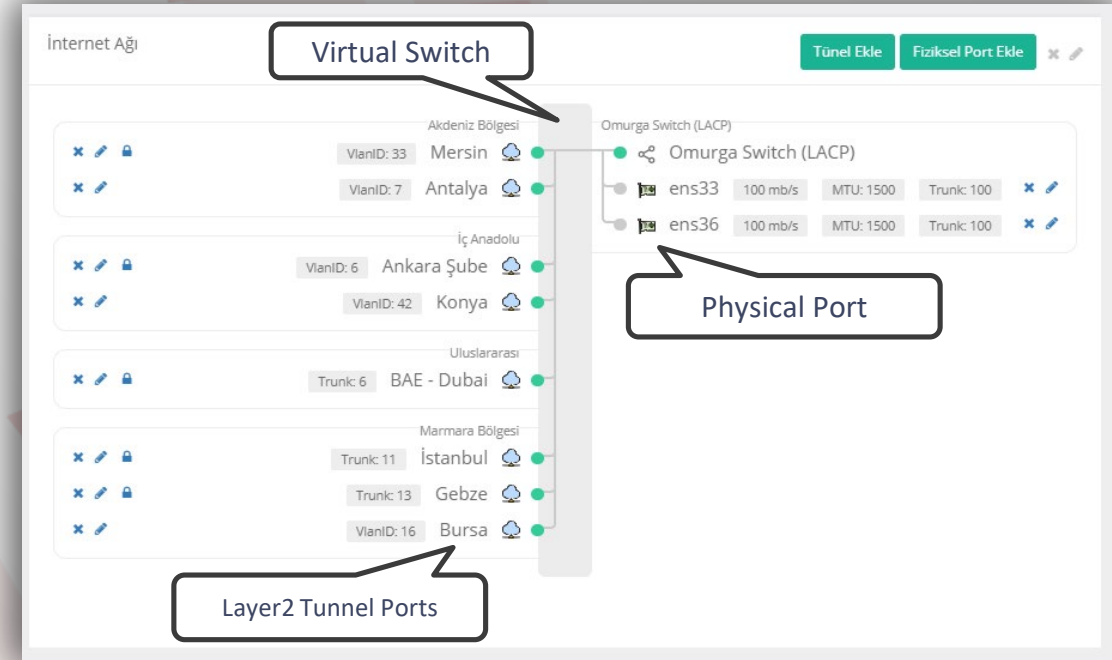 İnternet Ağı
Virtual Switch
Tünel Ekle
Fiziksel Port Ekle
Akdeniz Bölgesi
VlanID: 33 Mersin
VlanID: 7 Antalya
İç Anadolu
VlanID: 6 Ankara Şube
VlanID: 42 Konya
Uluslararası
Trunk: 6 BAE - Dubai
Marmara Bölgesi
Trunk: 11 İstanbul
Trunk: 13 Gebze
VlanID: 16 Bursa
Layer2 Tunnel Ports
Omurga Switch (LACP)
Omurga Switch (LACP)
ens33 100 mb/s MTU: 1500 Trunk: 100
ens36 100 mb/s MTU: 1500 Trunk: 100
Physical Port